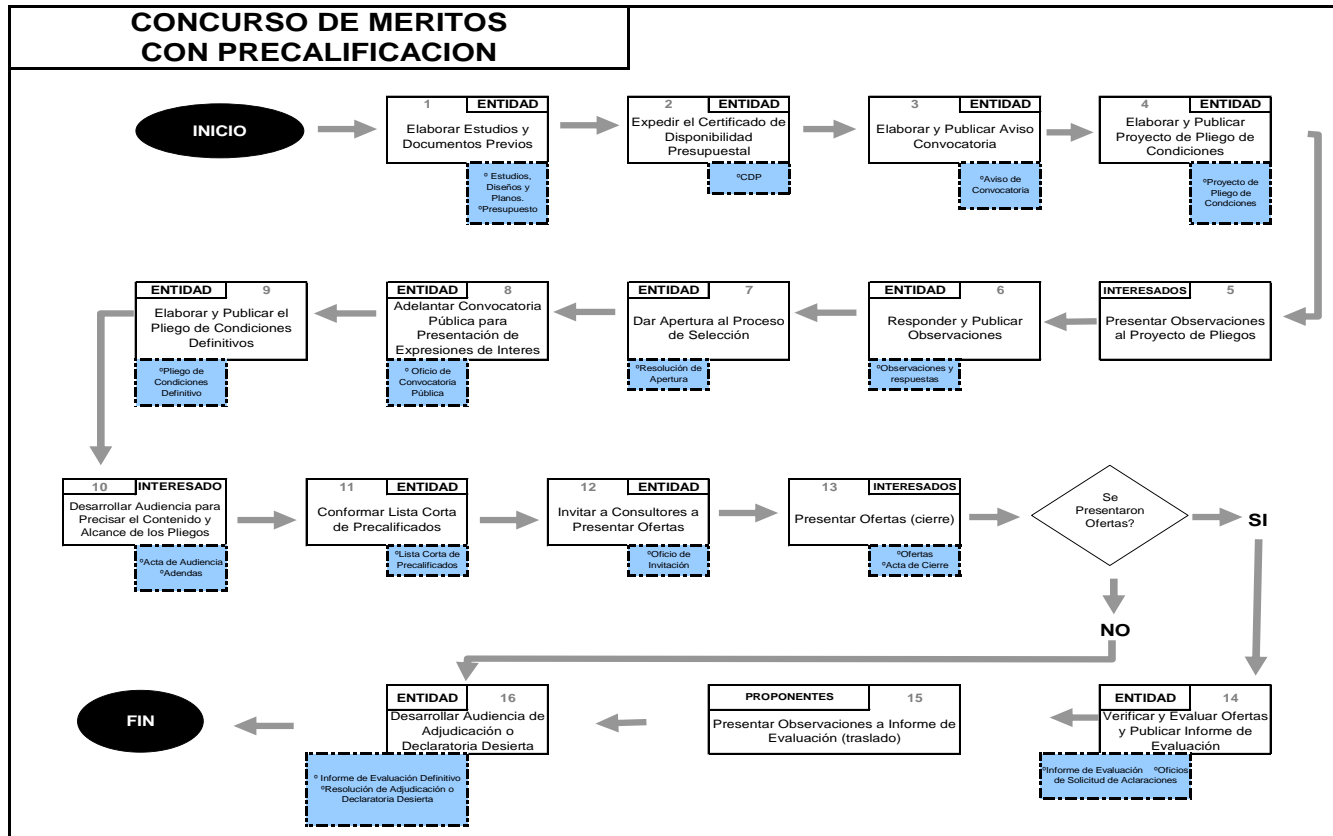 CONCURSO DE MERITOS
CON PRECALIFICACION
INICIO
1 ENTIDAD
Elaborar Estudios y
Documentos Previos
º Estudios,
Diseños y
Planos.
ºPresupuesto
2 ENTIDAD
Expedir el Certificado de
Disponibilidad
Presupuestal
ºCDP
3 ENTIDAD
Elaborar y Publicar Aviso
Convocatoria
ºAviso de
Convocatoria
4 ENTIDAD
Elaborar y Publicar
Proyecto de Pliego de
Condiciones
ºProyecto de
Pliego de
Condciones
INTERESADOS 5
Presentar Observaciones
al Proyecto de Pliegos
ENTIDAD 6
Responder y Publicar
Observaciones
ºObservaciones y
respuestas
ENTIDAD 7
Dar Apertura al Proceso
de Selección
ºResolución de
Apertura
ENTIDAD 8
Adelantar Convocatoria
Pública para
Presentación de
Expresiones de Interes
º Oficio de
Convocatoria
Pública
ENTIDAD 9
Elaborar y Publicar el
Pliego de Condiciones
Definitivos
ºPliego de
Condiciones
Definitivo
10 INTERESADO
Desarrollar Audiencia para
Precisar el Contenido y
Alcance de los Pliegos
ºActa de Audiencia
ºAdendas
11 ENTIDAD
Conformar Lista Corta
de Precalificados
ºLista Corta de
Precalificados
12 ENTIDAD
Invitar a Consultores a
Presentar Ofertas
ºOficio de
Invitación
13 INTERESADOS
Presentar Ofertas (cierre)
ºOfertas
ºActa de Cierre
Se
Presentaron
Ofertas?
SI
NO
ENTIDAD 14
Verificar y Evaluar Ofertas
y Publicar Informe de
Evaluación
ºInforme de Evaluación ºOficios
de Solicitud de Aclaraciones
PROPONENTES 15
Presentar Observaciones a Informe de
Evaluación (traslado)
ENTIDAD 16
Desarrollar Audiencia de
Adjudicación o
Declaratoria Desierta
º Informe de Evaluación Definitivo
ºResolución de Adjudicación o
Declaratoria Desierta
FIN